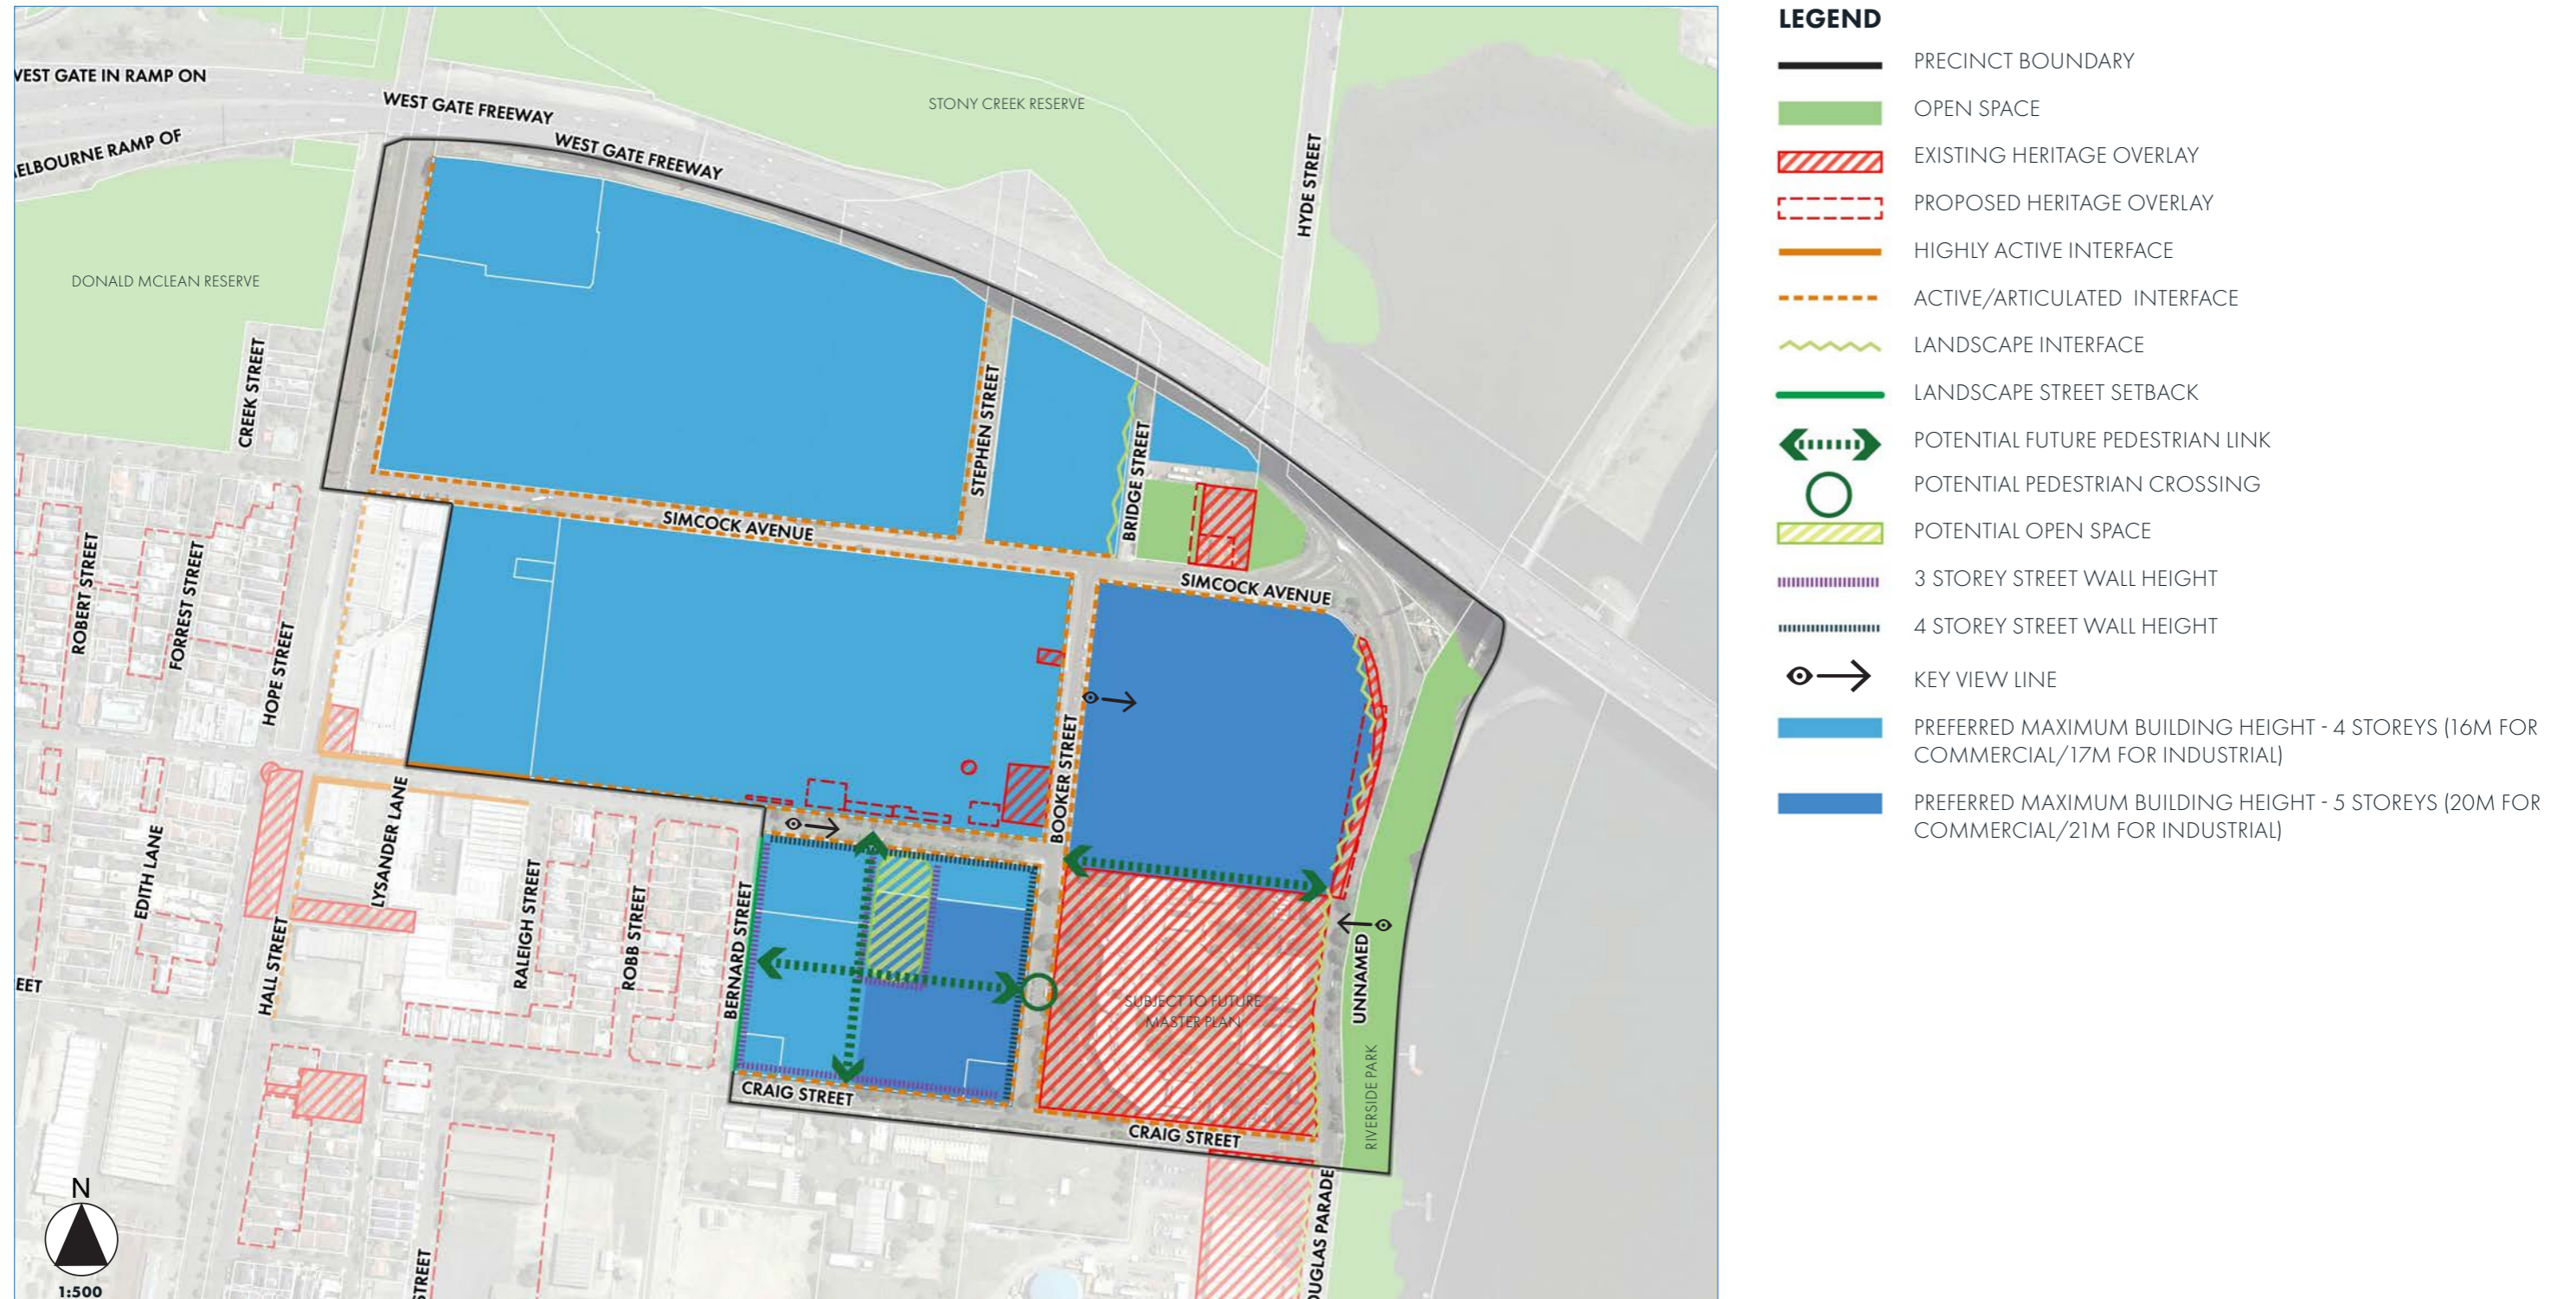 WEST GATE IN RAMP ON
WEST GATE FREEWAY
WEST GATE FREEWAY
ELBOURNE RAMP OF
STONY CREEK RESERVE
HYDE STREET
DONALD MCLEAN RESERVE
CREEK STREET
STEPHEN STREET
BRIDGE STREET
SIMCOCK AVENUE
SIMCOCK AVENUE
ROBERT STREET
FORREST STREET
HOPE STREET
BOOKER STREET
EDITH LANE
LYSANDER LANE
HALL STREET
RALEIGH STREET
ROBB STREET
BERNARD STREET
EET
UNNAMED
SUBJECT TO FUTURE
MASTER PLAN
RIVERSIDE PARK
CRAIG STREET
CRAIG STREET
OUGLAS PARADE
STREET
N
1:500
LEGEND
PRECINCT BOUNDARY
OPEN SPACE
EXISTING HERITAGE OVERLAY
PROPOSED HERITAGE OVERLAY
HIGHLY ACTIVE INTERFACE
ACTIVE/ARTICULATED INTERFACE
LANDSCAPE INTERFACE
LANDSCAPE STREET SETBACK
POTENTIAL FUTURE PEDESTRIAN LINK
POTENTIAL PEDESTRIAN CROSSING
POTENTIAL OPEN SPACE
3 STOREY STREET WALL HEIGHT
4 STOREY STREET WALL HEIGHT
KEY VIEW LINE
PREFERRED MAXIMUM BUILDING HEIGHT - 4 STOREYS (16M FOR
COMMERCIAL/17M FOR INDUSTRIAL)
PREFERRED MAXIMUM BUILDING HEIGHT - 5 STOREYS (20M FOR
COMMERCIAL/21M FOR INDUSTRIAL)